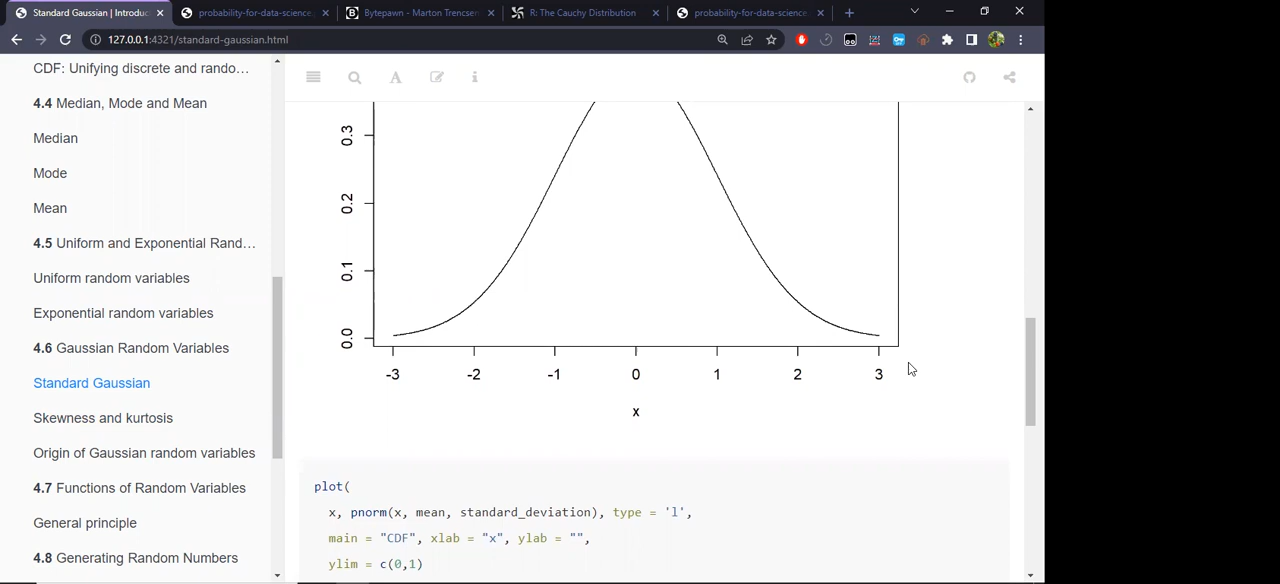 Standard Gaussian | Introduc
probability-for-data-science
Bytepawn - Marton Trencser
R: The Cauchy Distribution
probability-for-data-science
127.0.0.1:4321/standard-gaussian.html
CDF: Unifying discrete and rando…
4.4 Median, Mode and Mean
Median
Mode
Mean
4.5 Uniform and Exponential Rand…
Uniform random variables
Exponential random variables
4.6 Gaussian Random Variables
Standard Gaussian
Skewness and kurtosis
Origin of Gaussian random variables
4.7 Functions of Random Variables
General principle
4.8 Generating Random Numbers
0.3
0.2
0.1
0.0
-3 -2 -1 0 1 2 3
x
plot(
x, pnorm(x, mean, standard_deviation), type = 'l',
main = "CDF", xlab = "x", ylab = "",
ylim = c(0,1)